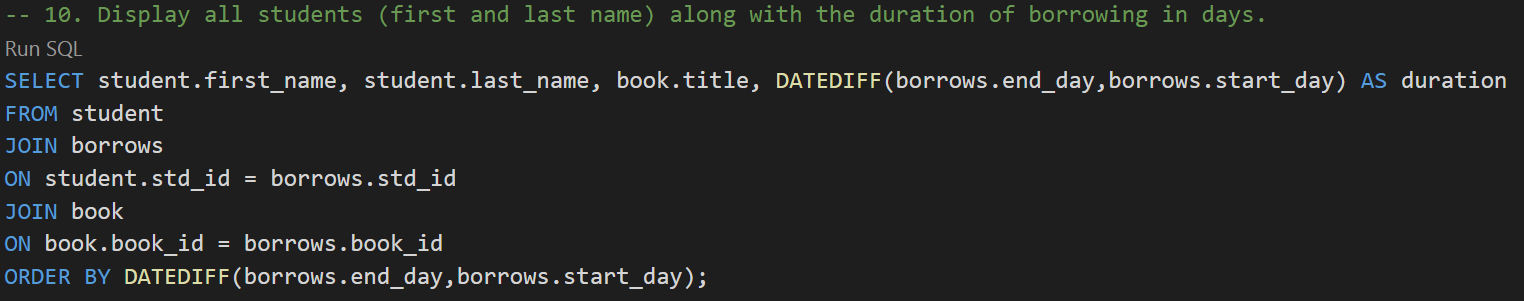 -- 10. Display all students (first and last name) along with the duration of borrowing in days.
Run SQL
SELECT student.first_name, student.last_name, book.title, DATEDIFF(borrows.end_day,borrows.start_day) AS duration
FROM student
JOIN borrows
ON student.std_id = borrows.std_id
JOIN book
ON book.book_id = borrows.book_id
ORDER BY DATEDIFF(borrows.end_day,borrows.start_day);